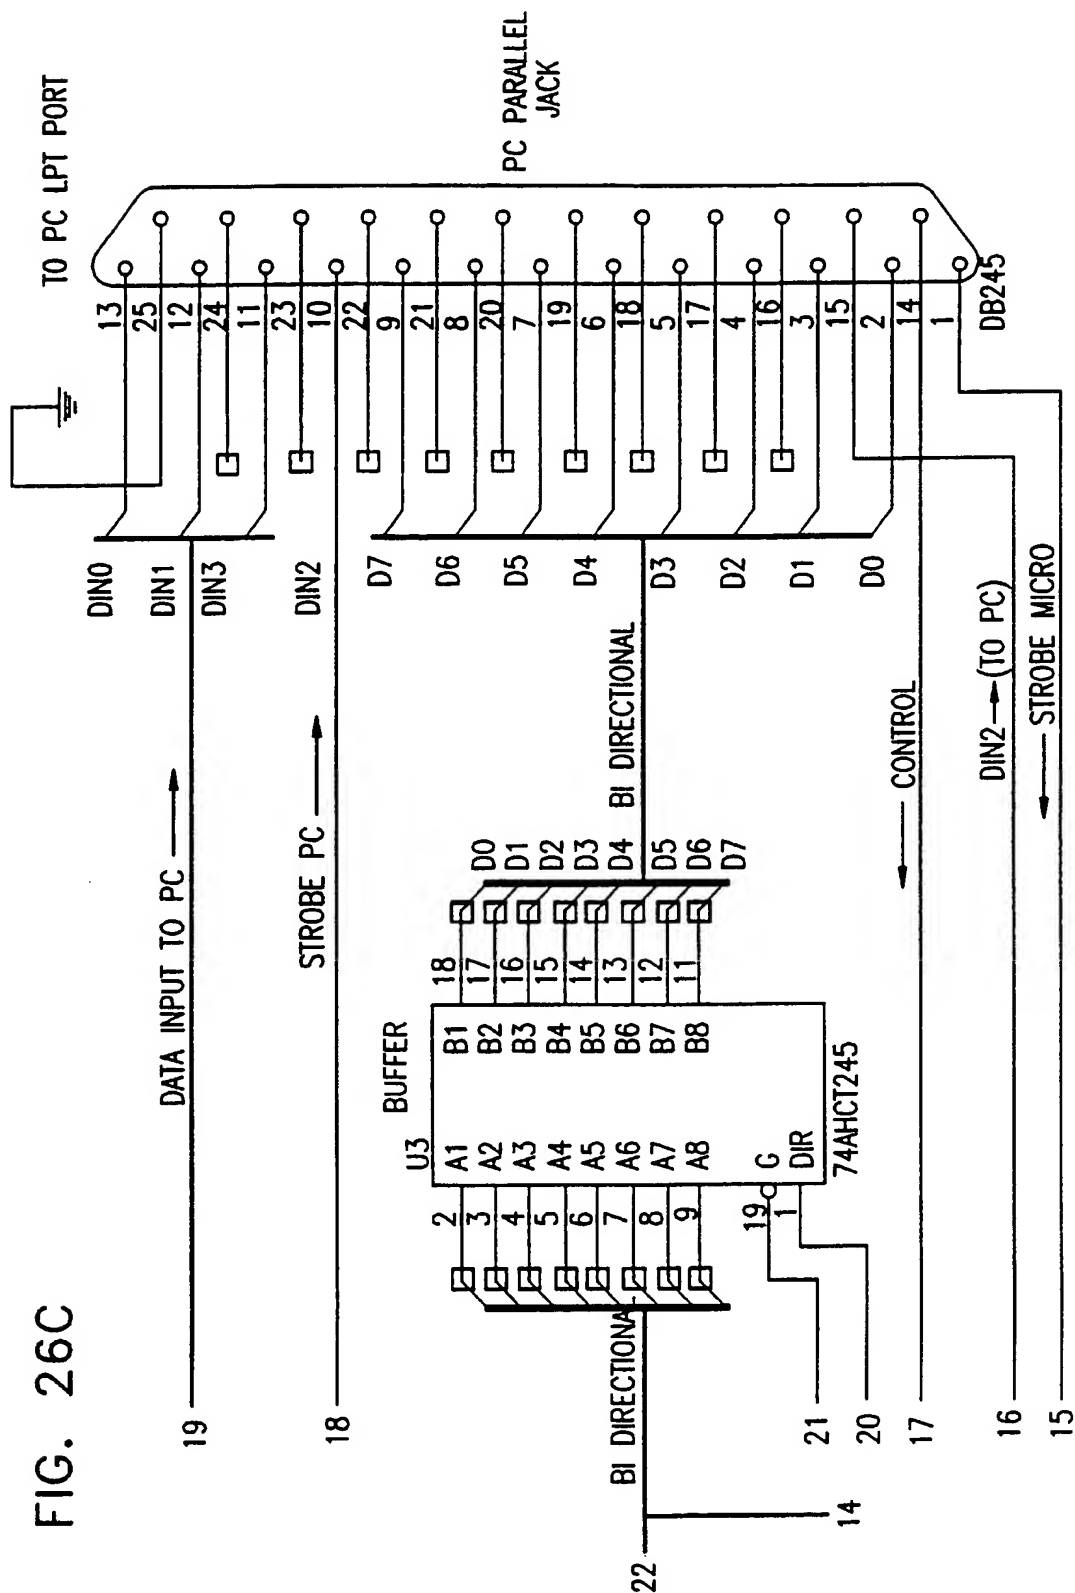 FIG. 26C
TO PC LPT PORT
PC PARALLEL
JACK
13
25
12
24
11
23
10
22
9
21
8
20
7
19
6
18
5
17
4
16
3
15
2
14
1
DB245
DIN0
DIN1
DIN3
DIN2
D7
D6
D5
D4
D3
D2
D1
D0
19
DATA INPUT TO PC
18
STROBE PC
BUFFER
U3
A1
A2
A3
A4
A5
A6
A7
A8
G
DIR
B1
B2
B3
B4
B5
B6
B7
B8
74AHCT245
2
3
4
5
6
7
8
9
19
1
18
17
16
15
14
13
12
11
D0
D1
D2
D3
D4
D5
D6
D7
BI DIRECTIONAL
BI DIRECTIONAL
22
14
21
20
17
CONTROL
16
DIN2 (TO PC)
15
STROBE MICRO